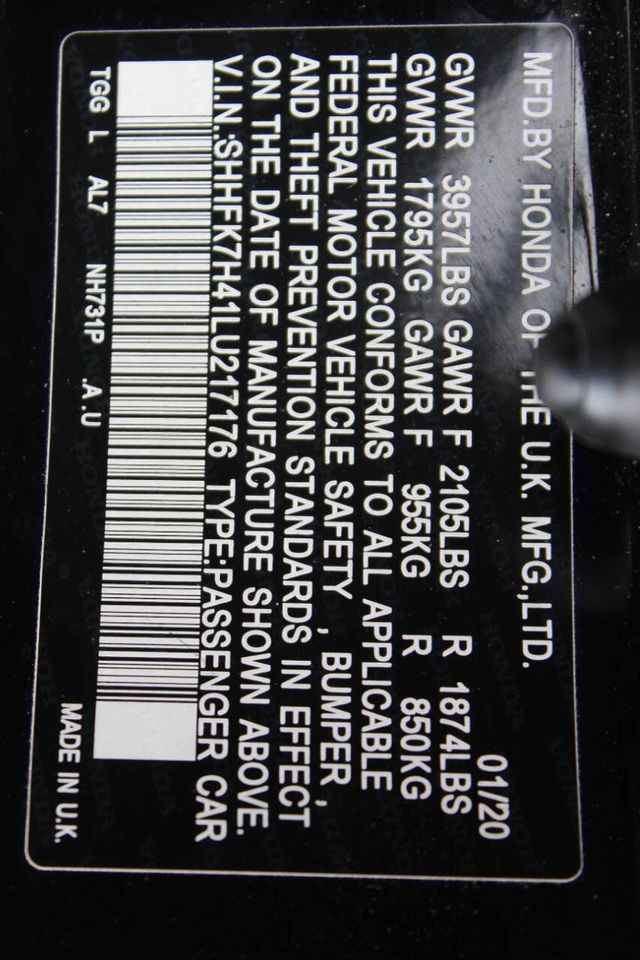 MFD.BY HONDA OF THE U.K. MFG.,LTD.
01/20
GVWR 3957LBS GAWR F 2105LBS R 1874LBS
GVWR 1795KG GAWR F 955KG R 850KG
THIS VEHICLE CONFORMS TO ALL APPLICABLE
FEDERAL MOTOR VEHICLE SAFETY , BUMPER,
AND THEFT PREVENTION STANDARDS IN EFFECT
ON THE DATE OF MANUFACTURE SHOWN ABOVE.
V.I.N.:SHHFK7H41LU217176 TYPE:PASSENGER CAR
TGG L AL7 NH731P .A .U
MADE IN U.K.